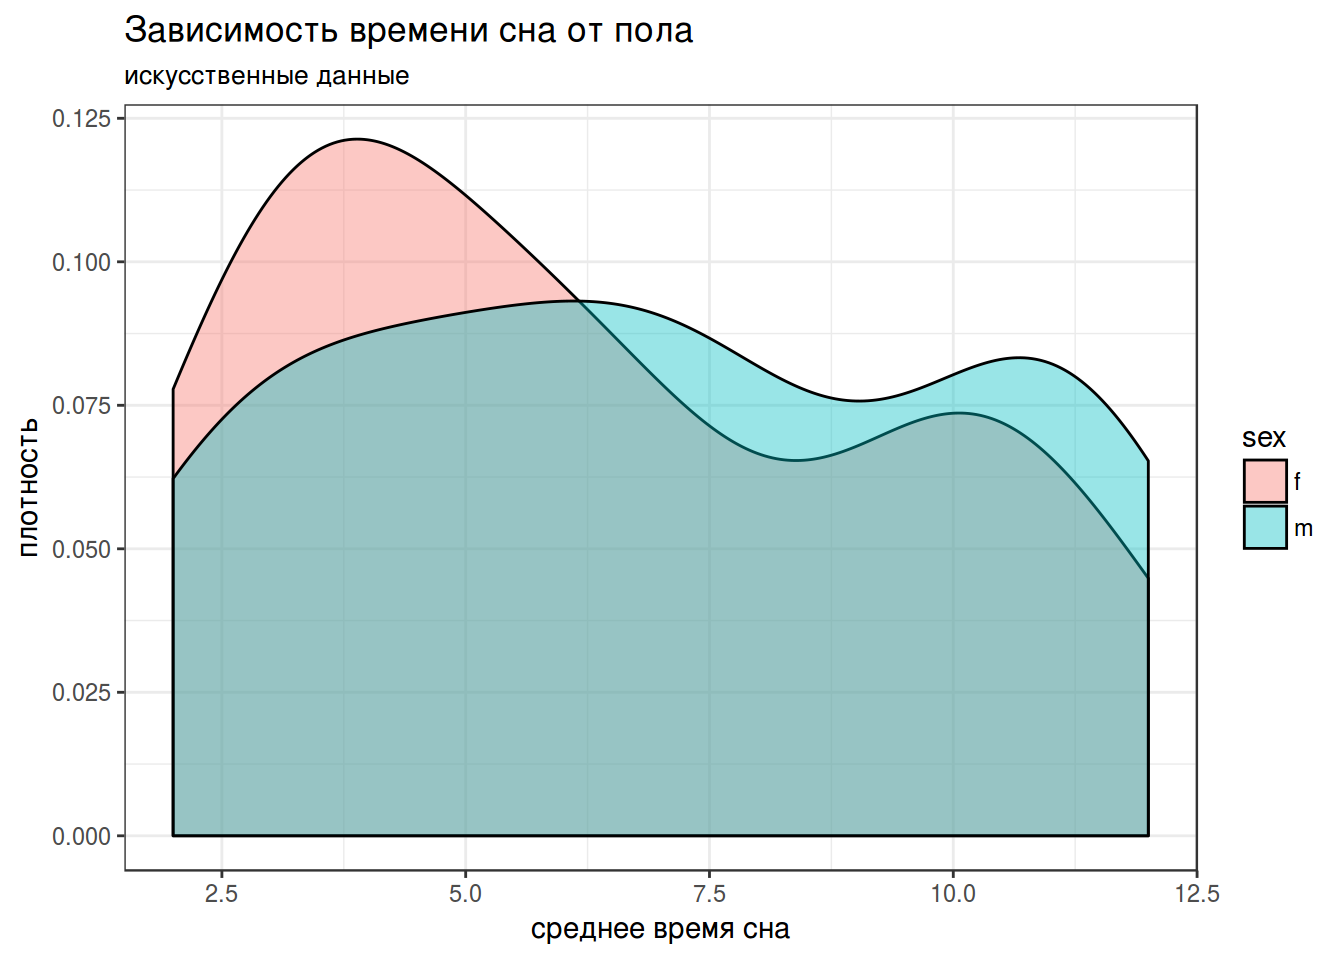 Зависимость времени сна от пола
искусственные данные
0.125
0.100
0.075
0.050
0.025
0.000
плотность
2.5 5.0 7.5 10.0 12.5
среднее время сна
sex
f
m